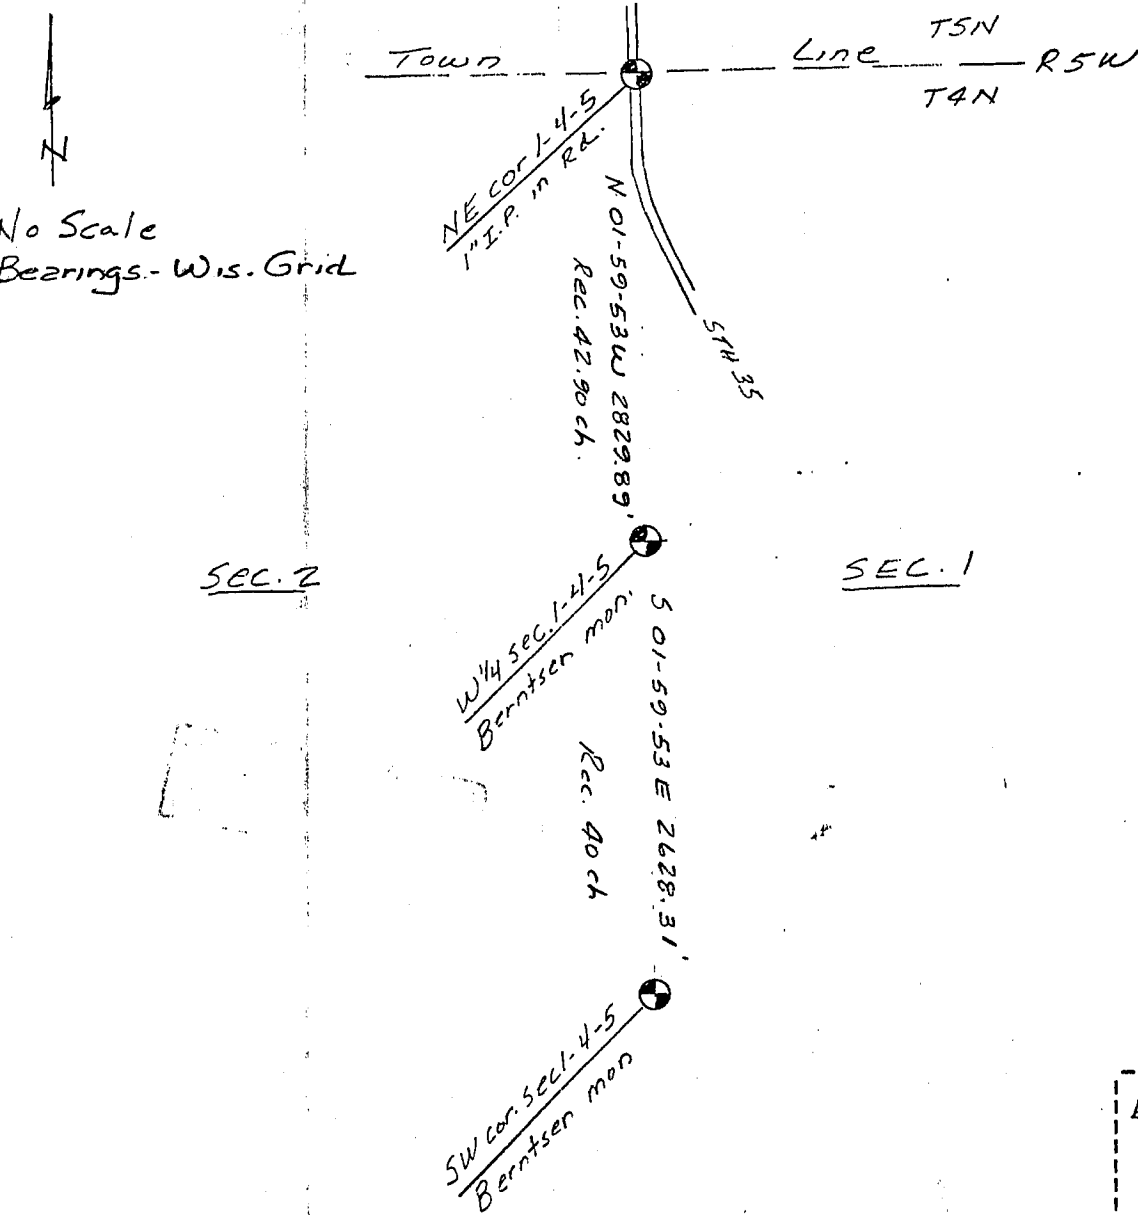 T5N
Town Line R5W
T4N
N
No Scale
Bearings - Wis. Grid
NE cor 1-4-5
1" I.P. in Rd.
N 01-59-53W 2829.89'
Rec. 42.90 ch.
STH 35
SEC. 2
SEC. 1
W 1/4 sec. 1-4-5
Berntsen mon.
S 01-59-53 E 2628.31'
Rec. 40 ch
SW cor. sec 1-4-5
Berntsen mon